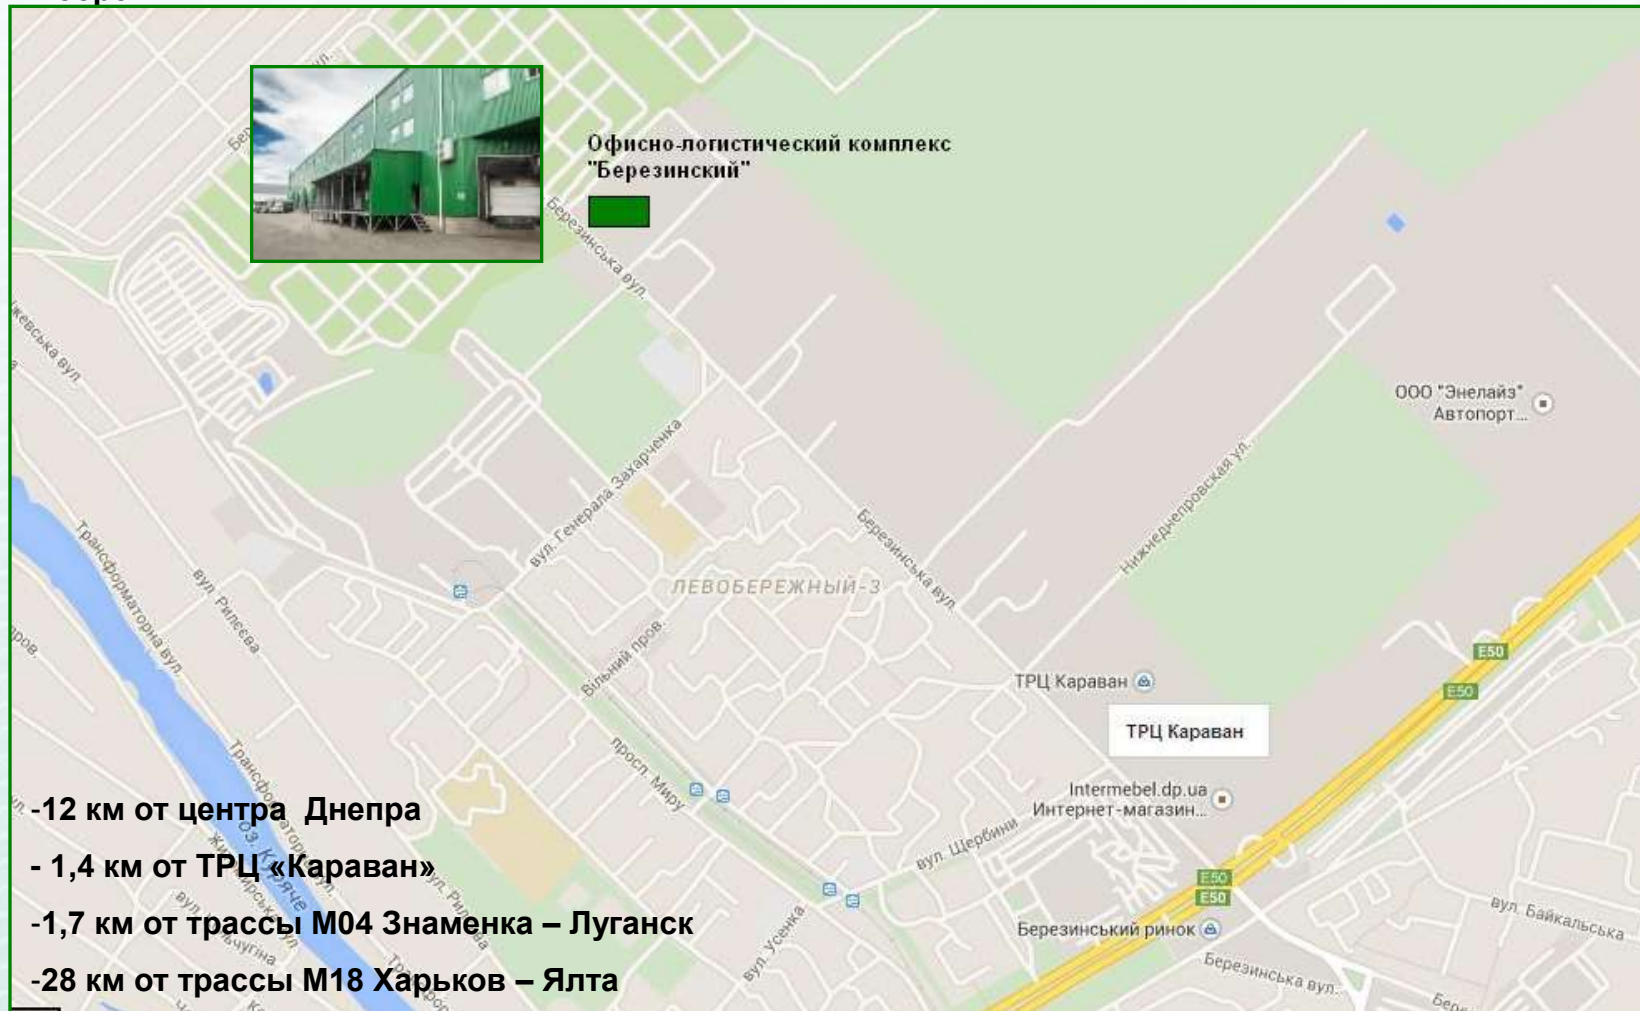 Офисно-логистический комплекс
"Березинский"
Березинська вул.
ООО "Энелайз"
Автопорт...
вул. Генерала Захарченка
Нижнеднепровская ул.
Березинська вул.
Трансформаторна вул.
вул. Рилєєва
ЛЕВОБЕРЕЖНЫЙ-3
Вільний пров.
E50
E50
ТРЦ Караван
ТРЦ Караван
просп. Миру
Intermebel.dp.ua
Интернет-магазин...
вул. Щербини
-12 км от центра Днепра
- 1,4 км от ТРЦ «Караван»
-1,7 км от трассы М04 Знаменка – Луганск
-28 км от трассы М18 Харьков – Ялта
оз. Куряче
E50
E50
вул. Байкальська
Березинський ринок
вул. Усенка
Березинська вул.